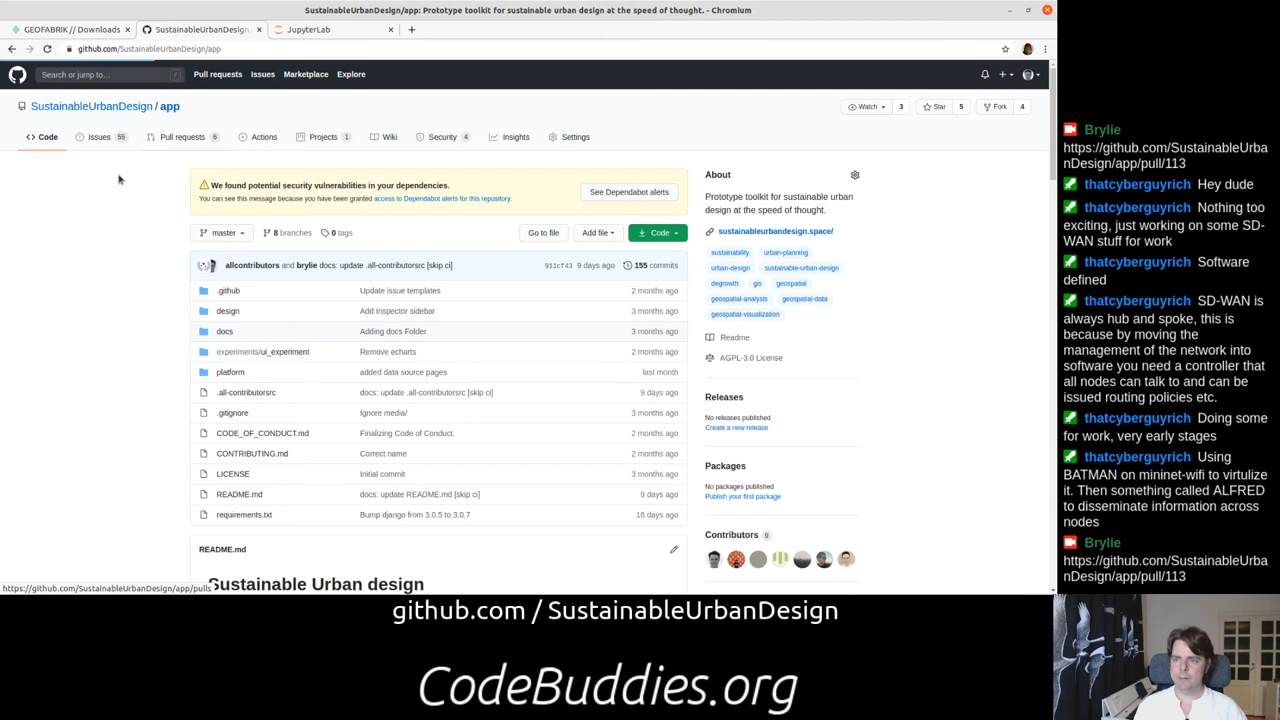 SustainableUrbanDesign/app: Prototype toolkit for sustainable urban design at the speed of thought. - Chromium
GEOFABRIK // Downloads
SustainableUrbanDesign
JupyterLab
github.com/SustainableUrbanDesign/app
Search or jump to...
/
Pull requests
Issues
Marketplace
Explore
SustainableUrbanDesign / app
Watch 3
Star 5
Fork 4
Code
Issues 55
Pull requests 6
Actions
Projects 1
Wiki
Security 4
Insights
Settings
We found potential security vulnerabilities in your dependencies.
You can see this message because you have been granted access to Dependabot alerts for this repository.
See Dependabot alerts
master
8 branches
0 tags
Go to file
Add file
Code
allcontributors and brylie docs: update .all-contributorsrc [skip ci]
911cf43 9 days ago
155 commits
.github Update issue templates 2 months ago
design Add Inspector sidebar 3 months ago
docs Adding docs Folder 2 months ago
experiments/ui_experiment Remove echarts 2 months ago
platform added data source pages last month
.all-contributorsrc docs: update .all-contributorsrc [skip ci] 9 days ago
.gitignore Ignore media/ 3 months ago
CODE_OF_CONDUCT.md Finalizing Code of Conduct. 2 months ago
CONTRIBUTING.md Correct name 2 months ago
LICENSE Initial commit 3 months ago
README.md docs: update README.md [skip ci] 9 days ago
requirements.txt Bump django from 3.0.5 to 3.0.7 16 days ago
README.md
Sustainable Urban design
https://github.com/SustainableUrbanDesign/app/pulls
About
Prototype toolkit for sustainable urban
design at the speed of thought.
sustainableurbandesign.space/
sustainability urban-planning
urban-design sustainable-urban-design
degrowth gis geospatial
geospatial-analysis geospatial-data
geospatial-visualization
Readme
AGPL-3.0 License
Releases
No releases published
Create a new release
Packages
No packages published
Publish your first package
Contributors 9
Brylie
https://github.com/SustainableUrba
nDesign/app/pull/113
thatcyberguyrich Hey dude
thatcyberguyrich Nothing too
exciting, just working on some SD-
WAN stuff for work
thatcyberguyrich Software
defined
thatcyberguyrich SD-WAN is
always hub and spoke, this is
because by moving the
management of the network into
software you need a controller that
all nodes can talk to and can be
issued routing policies etc.
thatcyberguyrich Doing some
for work, very early stages
thatcyberguyrich Using
BATMAN on mininet-wifi to virtulize
it. Then something called ALFRED
to disseminate information across
nodes
Brylie
https://github.com/SustainableUrba
nDesign/app/pull/113
github.com / SustainableUrbanDesign
CodeBuddies.org